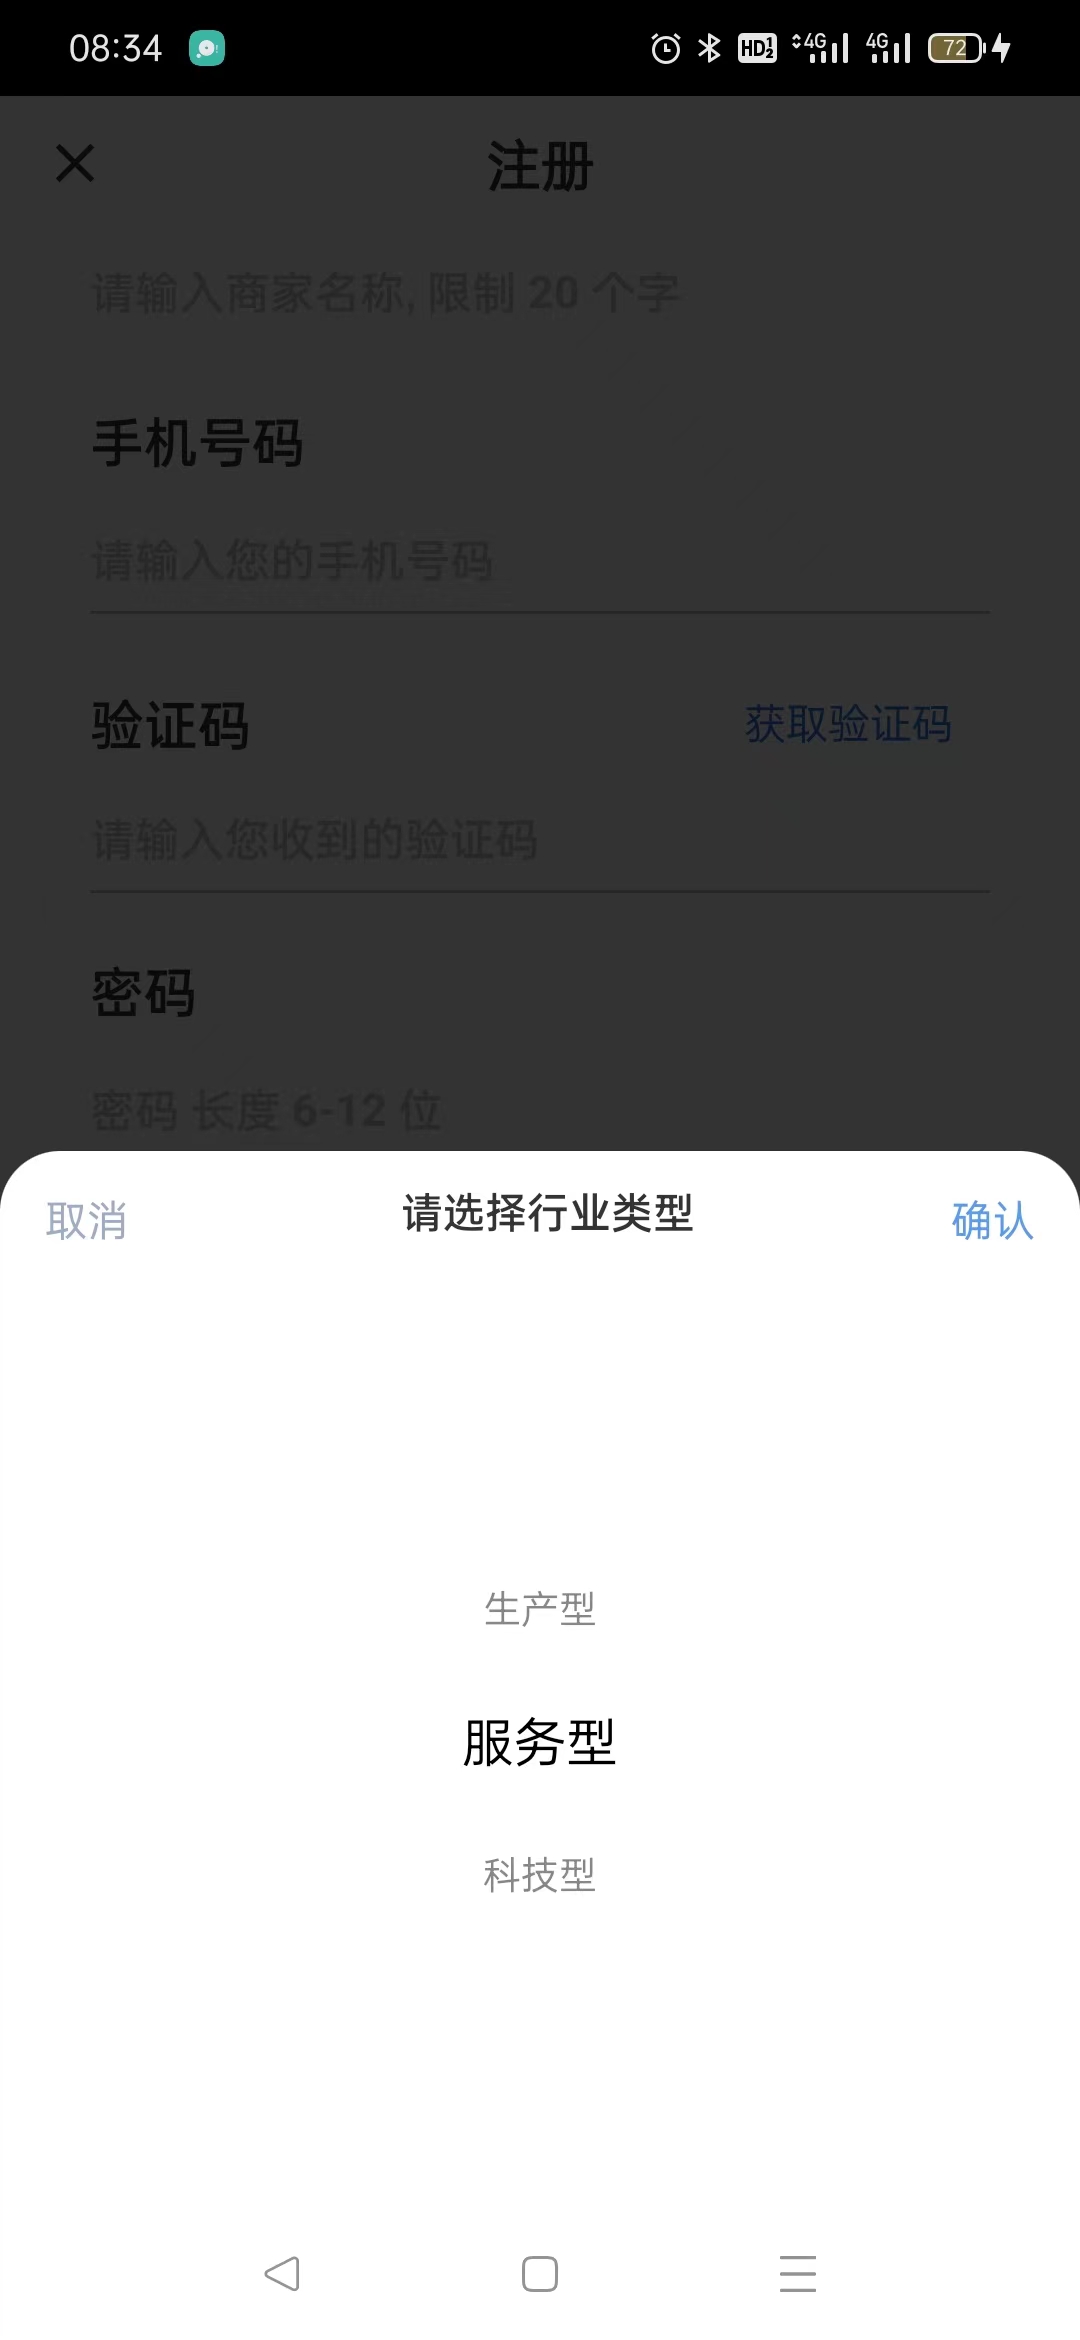 08:34
HD 1 2 4G 4G 72
注册
请输入商家名称, 限制 20 个字
手机号码
请输入您的手机号码
验证码 获取验证码
请输入您收到的验证码
密码
密码 长度 6-12 位
取消 请选择行业类型 确认
生产型
服务型
科技型